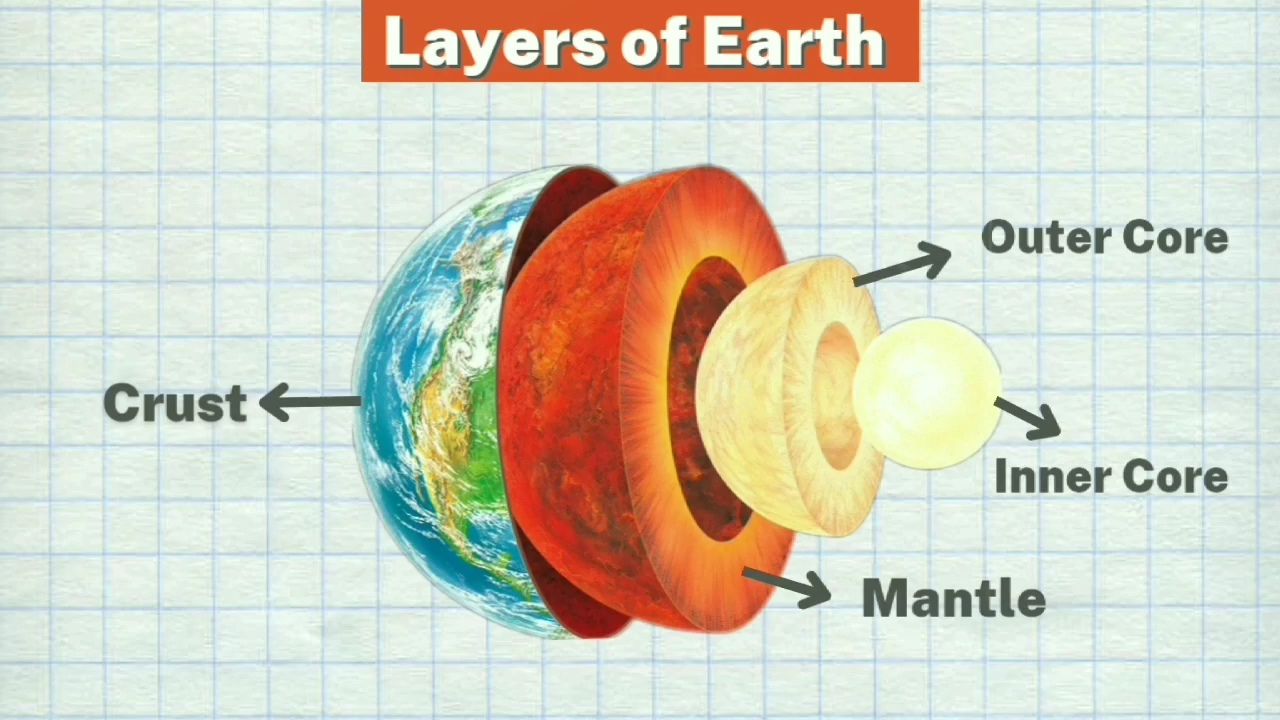 Layers of Earth
Outer Core
Crust
Inner Core
Mantle